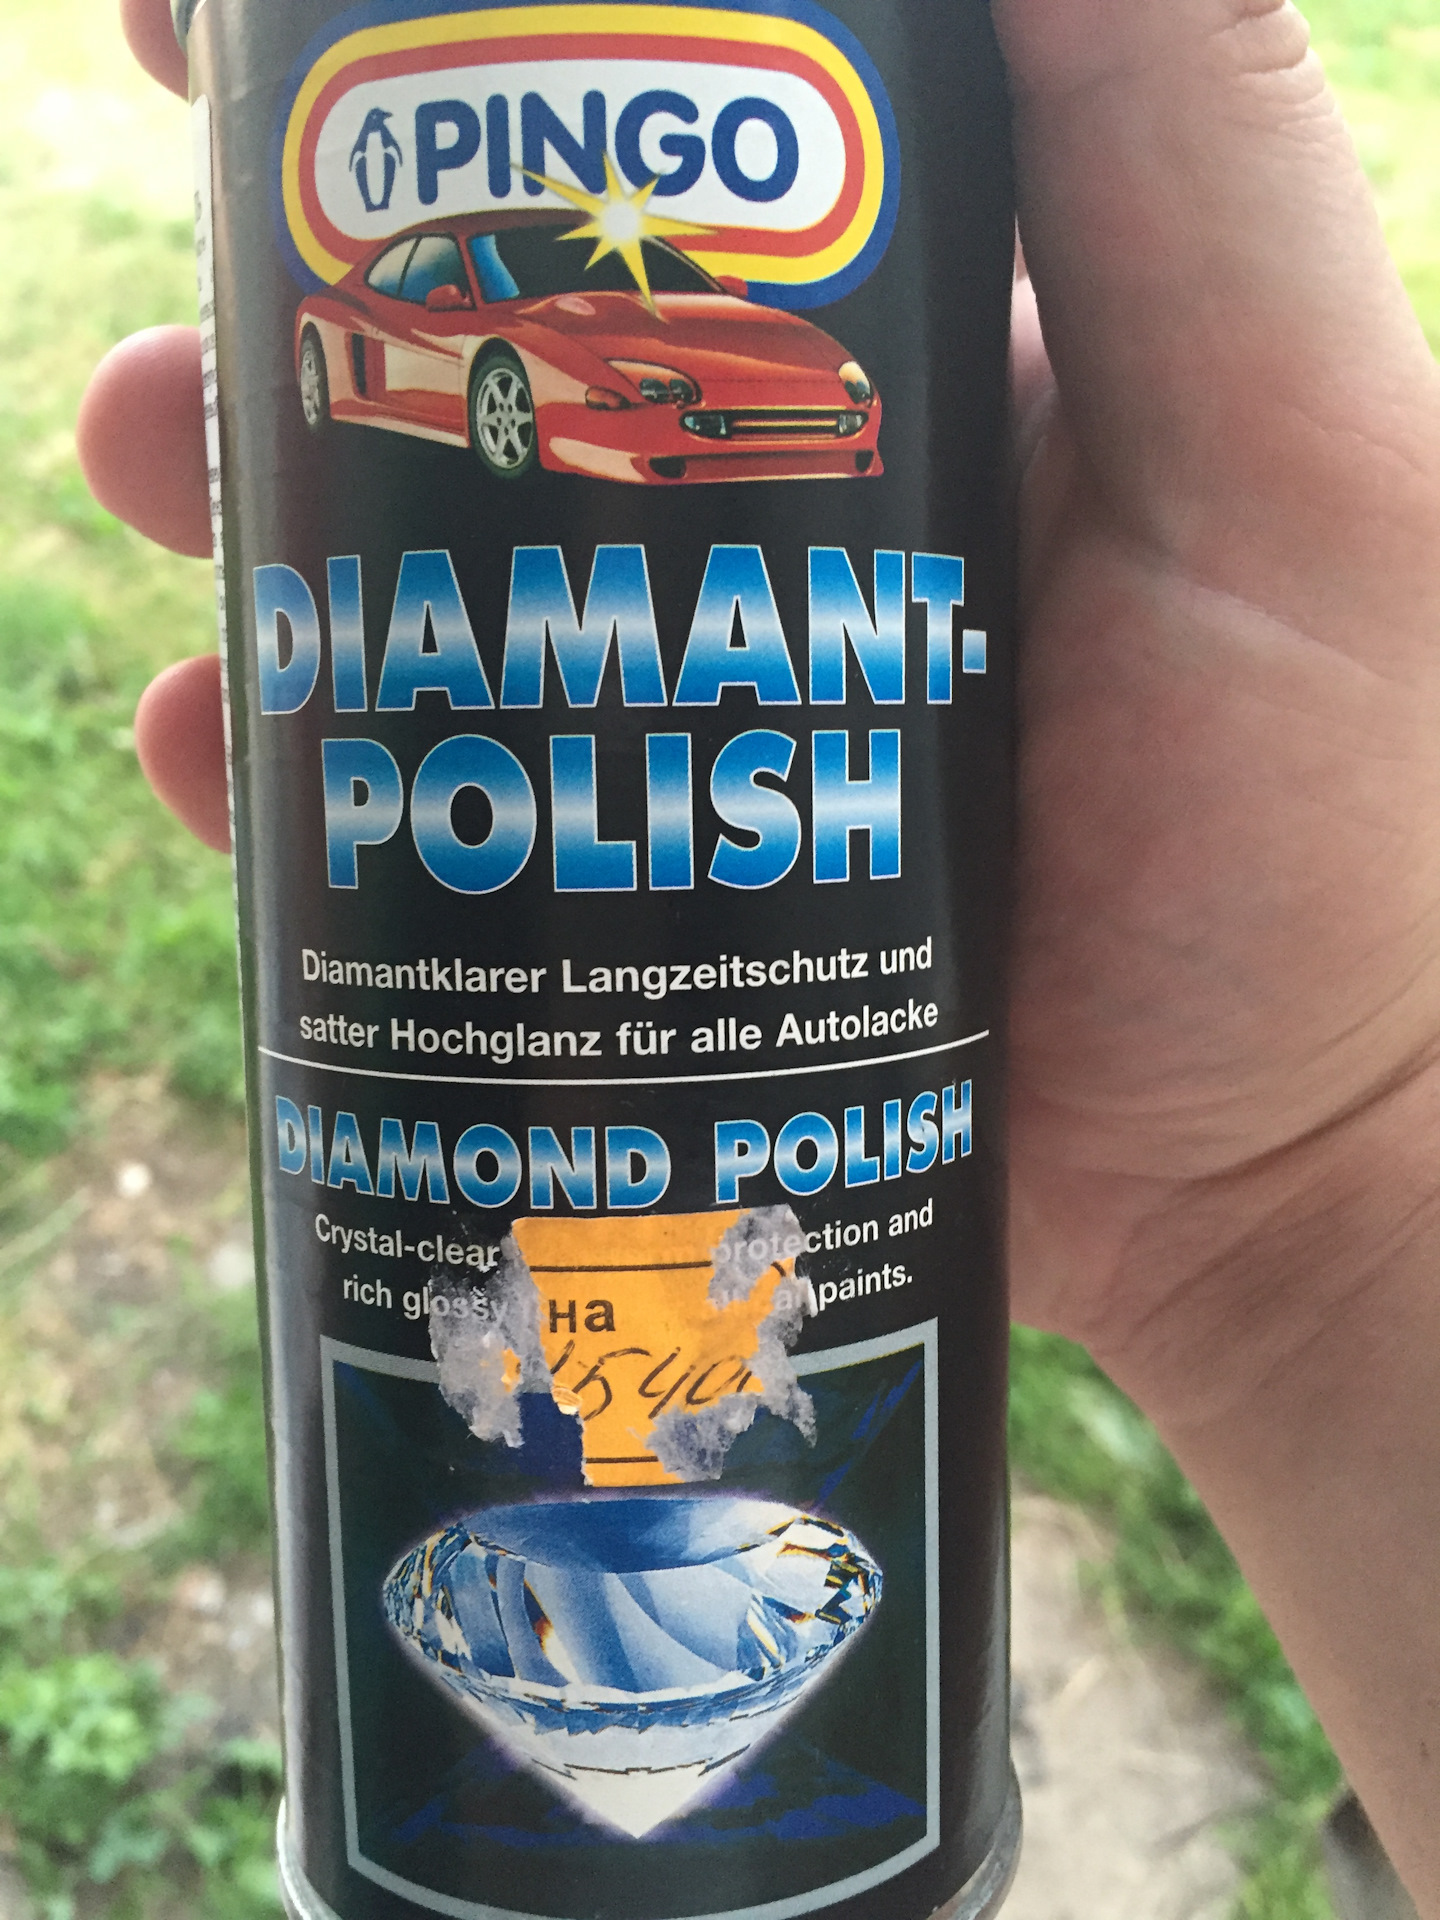 PINGO
DIAMANT-
POLISH
Diamantklarer Langzeitschutz und
satter Hochglanz für alle Autolacke
DIAMOND POLISH
Crystal-clear protection and
rich glossy paints.
на